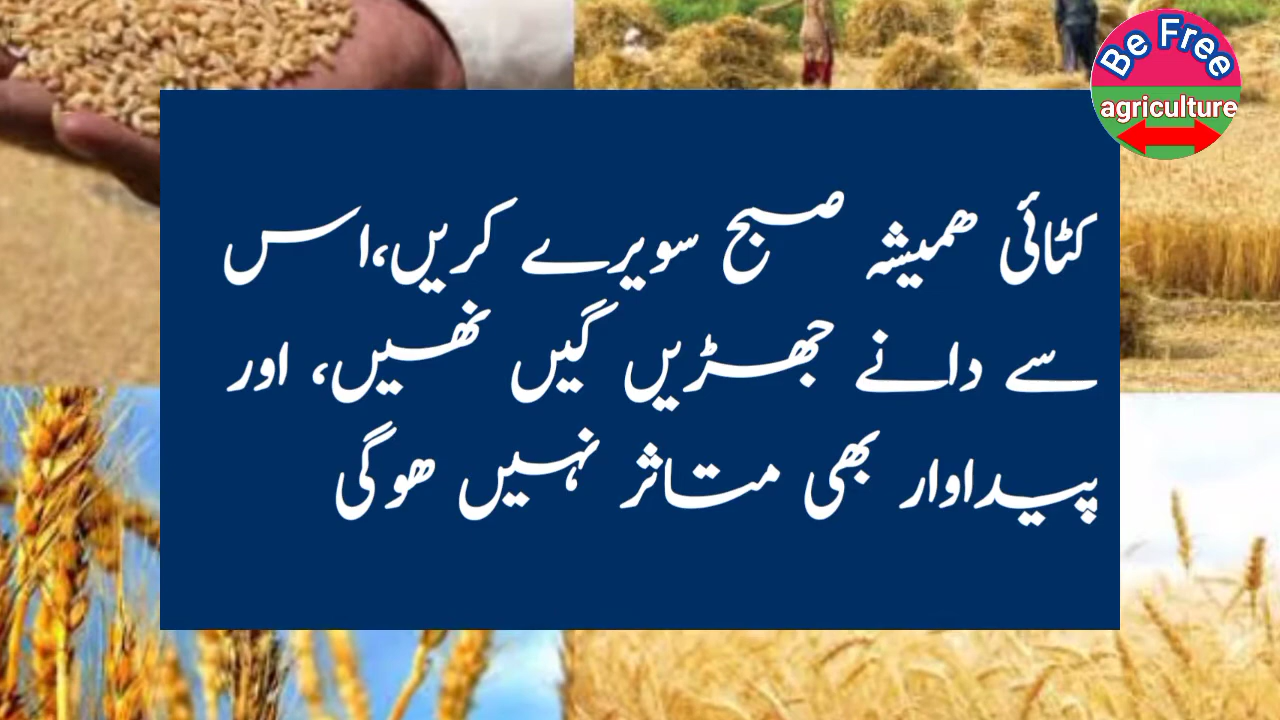 Be Free
agriculture
کٹائی ھمیشہ صبح سویرے کریں،اس
سے دانے جھڑیں گیں نھیں، اور
پیداوار بھی متاثر نہیں ھوگی